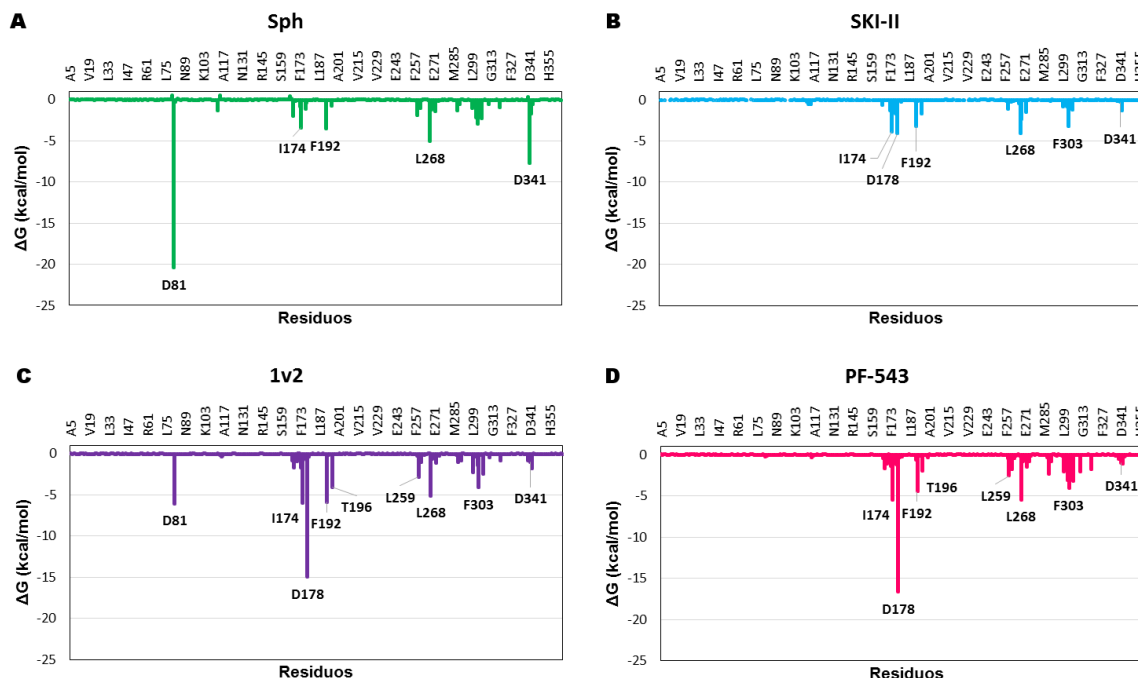 A
Sph
A5 V19 L33 I47 R61 L75 N89 K103 A117 N131 R145 S159 F173 L187 A201 V215 V229 E243 F257 E271 M285 L299 G313 F327 D341 H355
ΔG (kcal/mol)
0
-5
-10
-15
-20
-25
I174
F192
L268
D341
D81
Residuos
B
SKI-II
A5 V19 L33 I47 R61 L75 N89 K103 A117 N131 R145 S159 F173 L187 A201 V215 V229 E243 F257 E271 M285 L299 G313 F327 D341
ΔG (kcal/mol)
0
-5
-10
-15
-20
-25
I174
D178
F192
L268
F303
D341
Residuos
C
1v2
A5 V19 L33 I47 R61 L75 N89 K103 A117 N131 R145 S159 F173 L187 A201 V215 V229 E243 F257 E271 M285 L299 G313 F327 D341 H355
ΔG (kcal/mol)
0
-5
-10
-15
-20
-25
D81
I174
D178
F192
T196
L259
L268
F303
D341
Residuos
D
PF-543
A5 V19 L33 I47 R61 L75 N89 K103 A117 N131 R145 S159 F173 L187 A201 V215 V229 E243 F257 E271 M285 L299 G313 F327 D341
ΔG (kcal/mol)
0
-5
-10
-15
-20
-25
I174
D178
F192
T196
L259
L268
F303
D341
Residuos